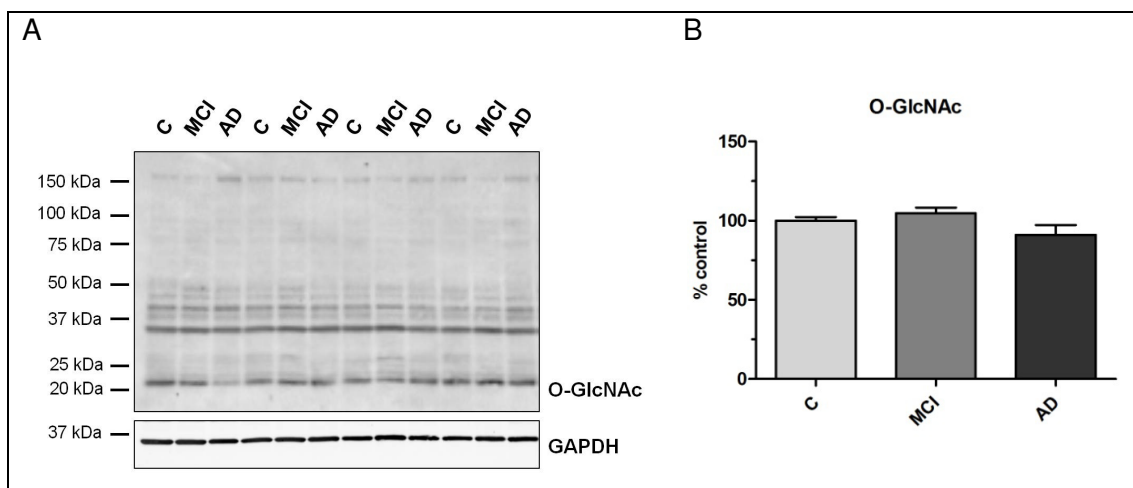 A
C MCI AD C MCI AD C MCI AD C MCI AD
150 kDa
100 kDa
75 kDa
50 kDa
37 kDa
25 kDa
20 kDa
O-GlcNAc
37 kDa
GAPDH
B
O-GlcNAc
% control
150
100
50
0
C MCI AD